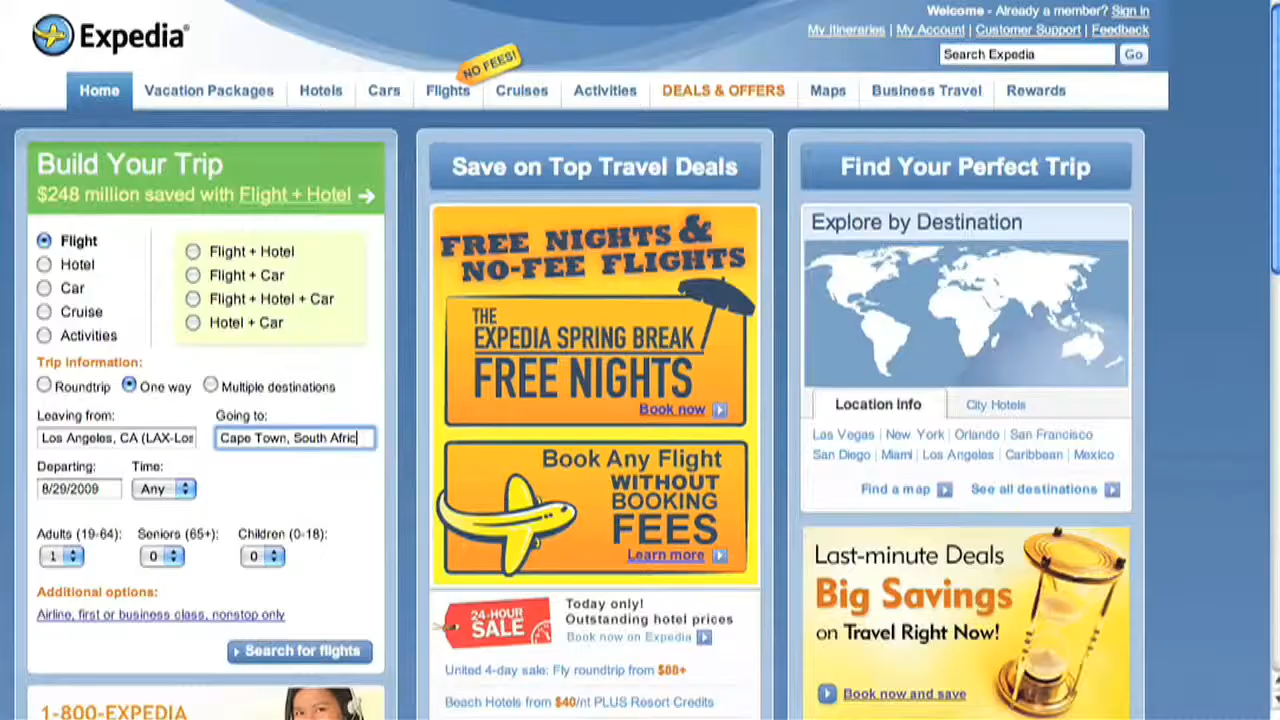 Expedia®
Welcome - Already a member? Sign In
My Itineraries | My Account | Customer Support | Feedback
Search Expedia
Go
NO FEES!
Home
Vacation Packages
Hotels
Cars
Flights
Cruises
Activities
DEALS & OFFERS
Maps
Business Travel
Rewards
Build Your Trip
$248 million saved with Flight + Hotel
Flight
Hotel
Car
Cruise
Activities
Flight + Hotel
Flight + Car
Flight + Hotel + Car
Hotel + Car
Trip Information:
Roundtrip
One way
Multiple destinations
Leaving from:
Going to:
Los Angeles, CA (LAX-Los
Cape Town, South Afric
Departing:
Time:
8/29/2009
Any
Adults (19-64):
Seniors (65+):
Children (0-18):
1
0
0
Additional options:
Airline, first or business class, nonstop only
Search for flights
1-800-EXPEDIA
Save on Top Travel Deals
FREE NIGHTS &
NO-FEE FLIGHTS
THE
EXPEDIA SPRING BREAK
FREE NIGHTS
Book now
Book Any Flight
WITHOUT
BOOKING
FEES
Learn more
24-HOUR
SALE
Today only!
Outstanding hotel prices
Book now on Expedia
United 4-day sale: Fly roundtrip from $88+
Beach Hotels from $40/nt PLUS Resort Credits
Find Your Perfect Trip
Explore by Destination
Location Info
City Hotels
Las Vegas | New York | Orlando | San Francisco
San Diego | Miami | Los Angeles | Caribbean | Mexico
Find a map
See all destinations
Last-minute Deals
Big Savings
on Travel Right Now!
Book now and save